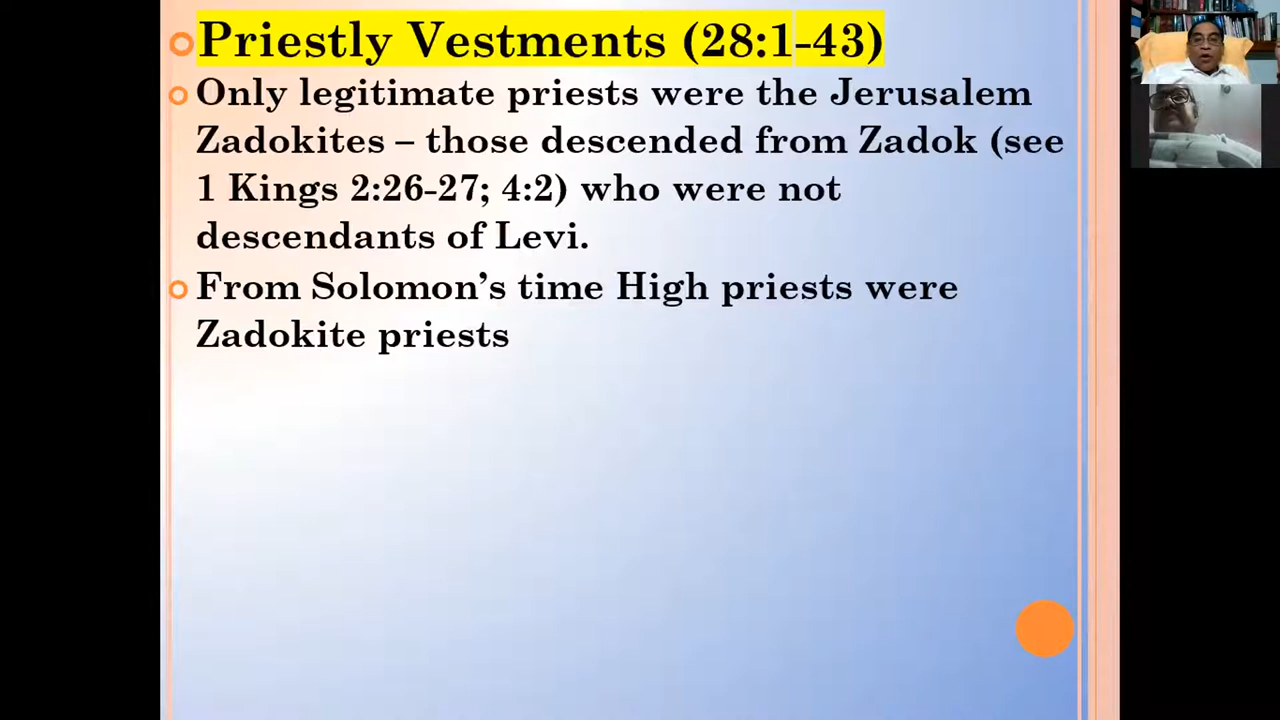 Priestly Vestments (28:1-43)
Only legitimate priests were the Jerusalem
Zadokites – those descended from Zadok (see
1 Kings 2:26-27; 4:2) who were not
descendants of Levi.
From Solomon’s time High priests were
Zadokite priests